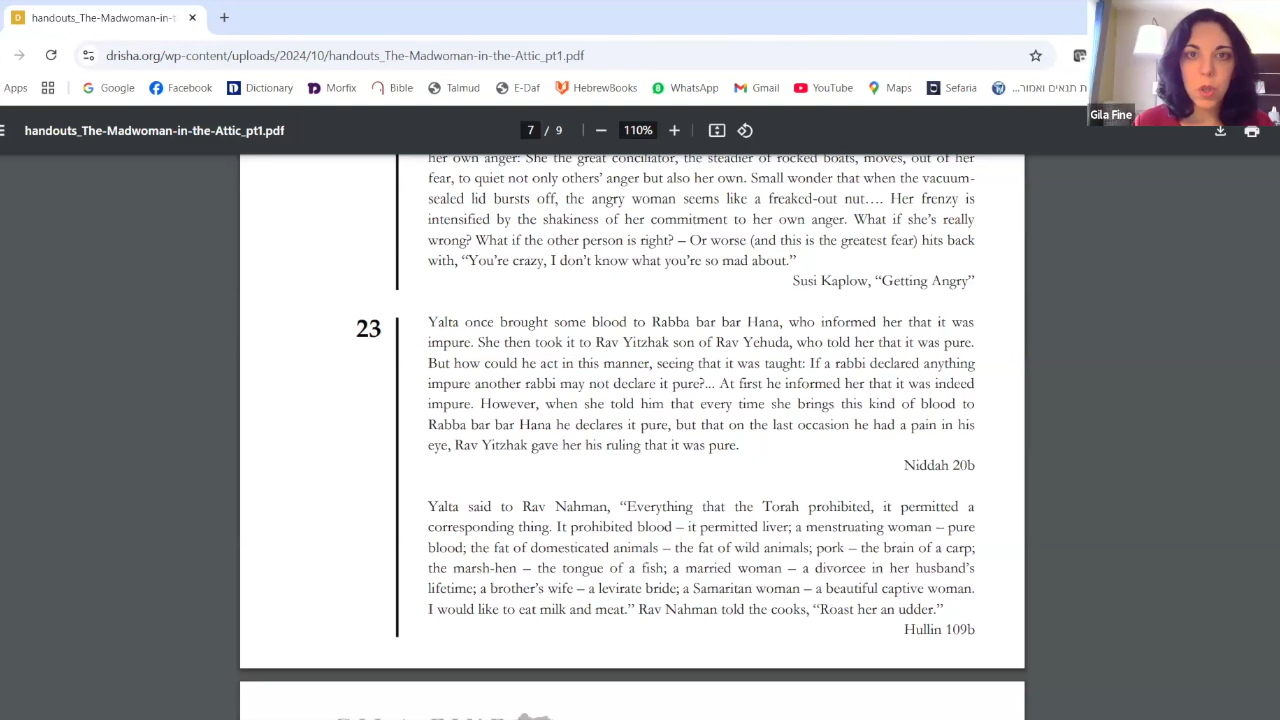 handouts_The-Madwoman-in-t
drisha.org/wp-content/uploads/2024/10/handouts_The-Madwoman-in-the-Attic_pt1.pdf
Apps Google Facebook Dictionary Morfix Bible Talmud E-Daf HebrewBooks WhatsApp Gmail YouTube Maps Sefaria ...ת תנאים ואמור
Gila Fine
handouts_The-Madwoman-in-the-Attic_pt1.pdf 7 / 9 110%
her own anger: She the great conciliator, the steadier of rocked boats, moves, out of her
fear, to quiet not only others' anger but also her own. Small wonder that when the vacuum-
sealed lid bursts off, the angry woman seems like a freaked-out nut…. Her frenzy is
intensified by the shakiness of her commitment to her own anger. What if she's really
wrong? What if the other person is right? – Or worse (and this is the greatest fear) hits back
with, "You're crazy, I don't know what you're so mad about."
Susi Kaplow, "Getting Angry"
23
Yalta once brought some blood to Rabba bar bar Hana, who informed her that it was
impure. She then took it to Rav Yitzhak son of Rav Yehuda, who told her that it was pure.
But how could he act in this manner, seeing that it was taught: If a rabbi declared anything
impure another rabbi may not declare it pure?... At first he informed her that it was indeed
impure. However, when she told him that every time she brings this kind of blood to
Rabba bar bar Hana he declares it pure, but that on the last occasion he had a pain in his
eye, Rav Yitzhak gave her his ruling that it was pure.
Niddah 20b
Yalta said to Rav Nahman, "Everything that the Torah prohibited, it permitted a
corresponding thing. It prohibited blood – it permitted liver; a menstruating woman – pure
blood; the fat of domesticated animals – the fat of wild animals; pork – the brain of a carp;
the marsh-hen – the tongue of a fish; a married woman – a divorcee in her husband's
lifetime; a brother's wife – a levirate bride; a Samaritan woman – a beautiful captive woman.
I would like to eat milk and meat." Rav Nahman told the cooks, "Roast her an udder."
Hullin 109b